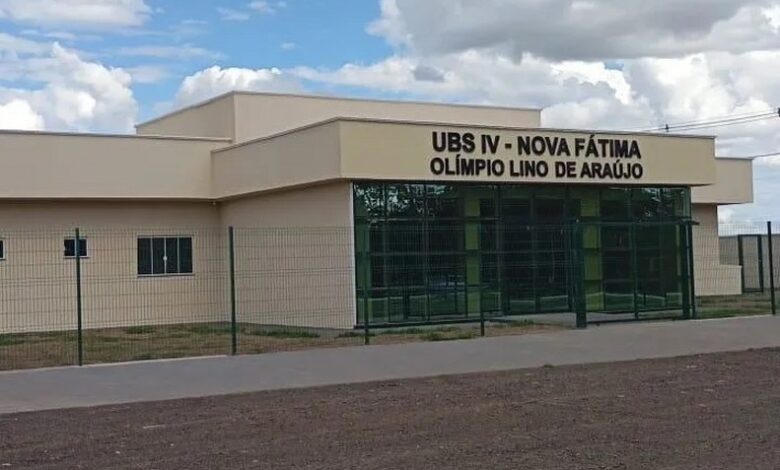 UBS IV - NOVA FÁTIMA
OLÍMPIO LINO DE ARAÚJO